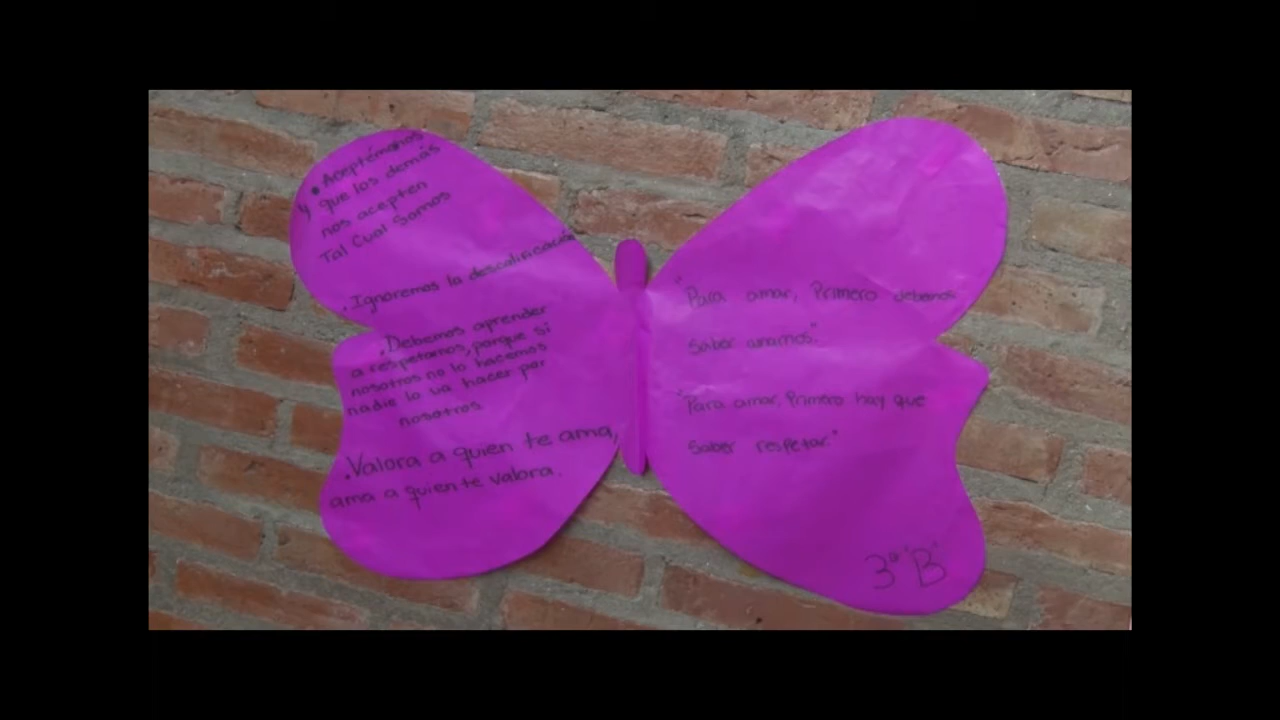 • Aceptémonos
y que los demás
nos acepten
Tal Cual Somos
. Ignoremos la descalificación
. Debemos aprender
a respetarnos, porque si
nosotros no lo hacemos
nadie lo va hacer por
nosotros.
. Valora a quien te ama,
ama a quien te valora.
"Para amar, Primero debemos
Saber amarnos."
"Para amar, Primero hay que
Saber respetar."
3° "B"